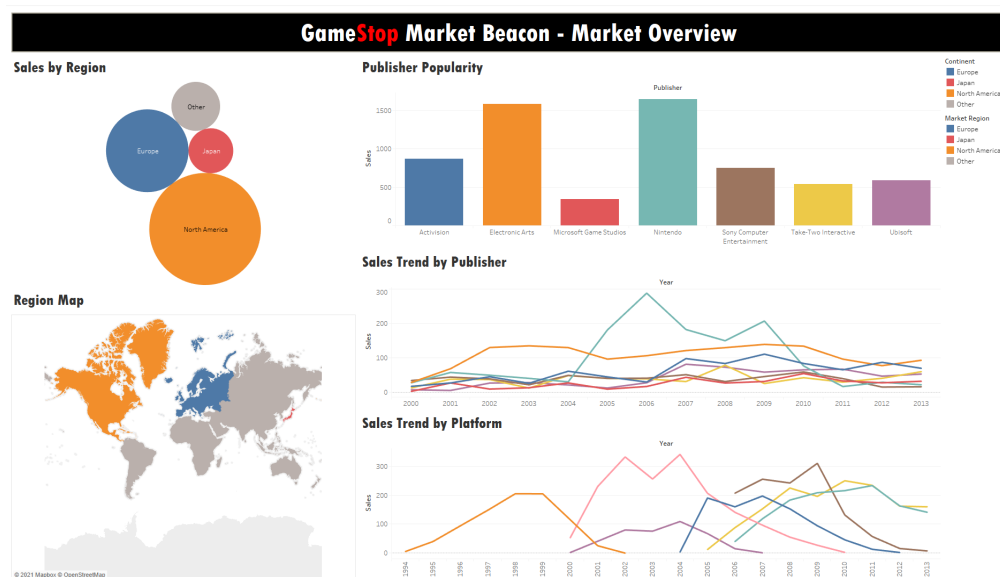 GameStop Market Beacon - Market Overview
Sales by Region
Other
Europe
Japan
North America
Region Map
© 2021 Mapbox © OpenStreetMap
Publisher Popularity
Publisher
Sales
1500
1000
500
0
Activision
Electronic Arts
Microsoft Game Studios
Nintendo
Sony Computer
Entertainment
Take-Two Interactive
Ubisoft
Continent
Europe
Japan
North America
Other
Market Region
Europe
Japan
North America
Other
Sales Trend by Publisher
Year
Sales
300
200
100
0
2000
2001
2002
2003
2004
2005
2006
2007
2008
2009
2010
2011
2012
2013
Sales Trend by Platform
Year
Sales
300
200
100
0
1994
1995
1996
1997
1998
1999
2000
2001
2002
2003
2004
2005
2006
2007
2008
2009
2010
2011
2012
2013